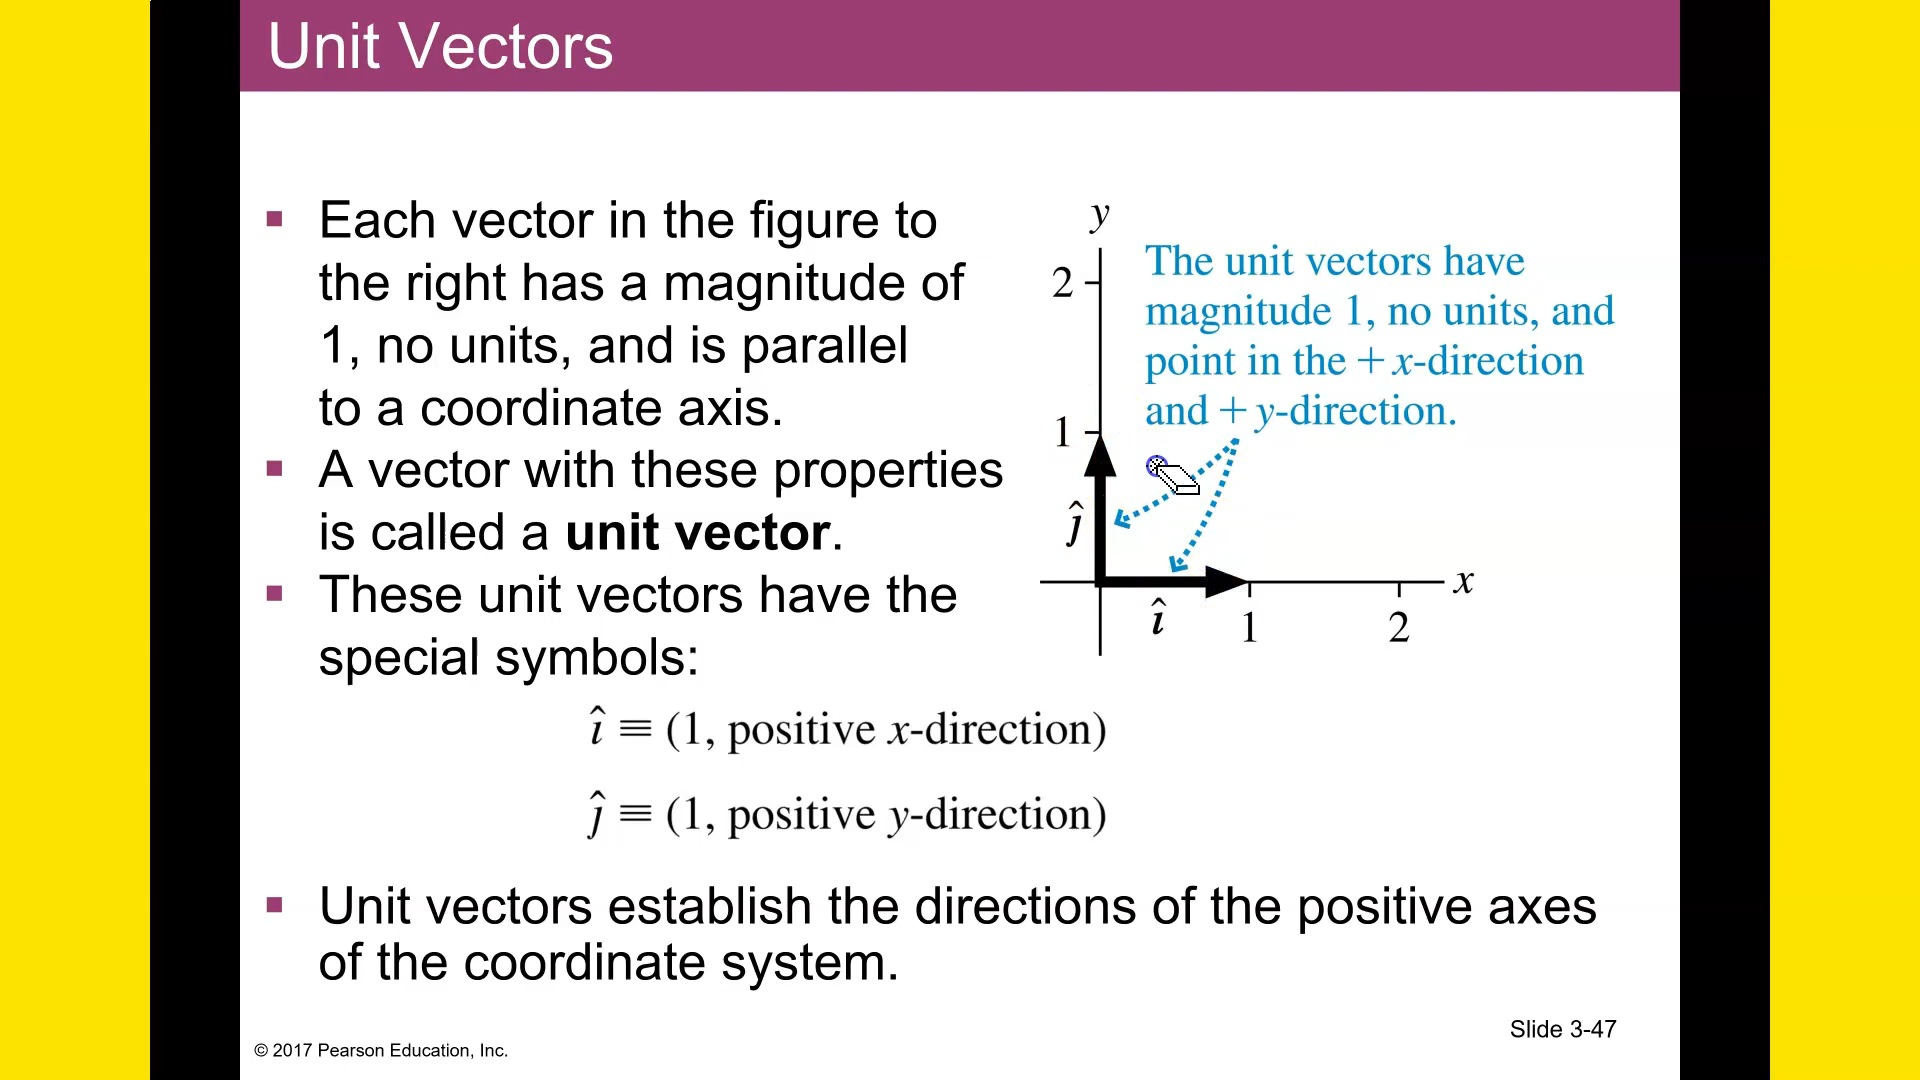 Unit Vectors
▪ Each vector in the figure to
the right has a magnitude of
1, no units, and is parallel
to a coordinate axis.
▪ A vector with these properties
is called a unit vector.
▪ These unit vectors have the
special symbols:
î ≡ (1, positive x-direction)
ĵ ≡ (1, positive y-direction)
▪ Unit vectors establish the directions of the positive axes
of the coordinate system.
y
2
The unit vectors have
magnitude 1, no units, and
point in the + x-direction
and + y-direction.
1
ĵ
x
î
1
2
Slide 3-47
© 2017 Pearson Education, Inc.